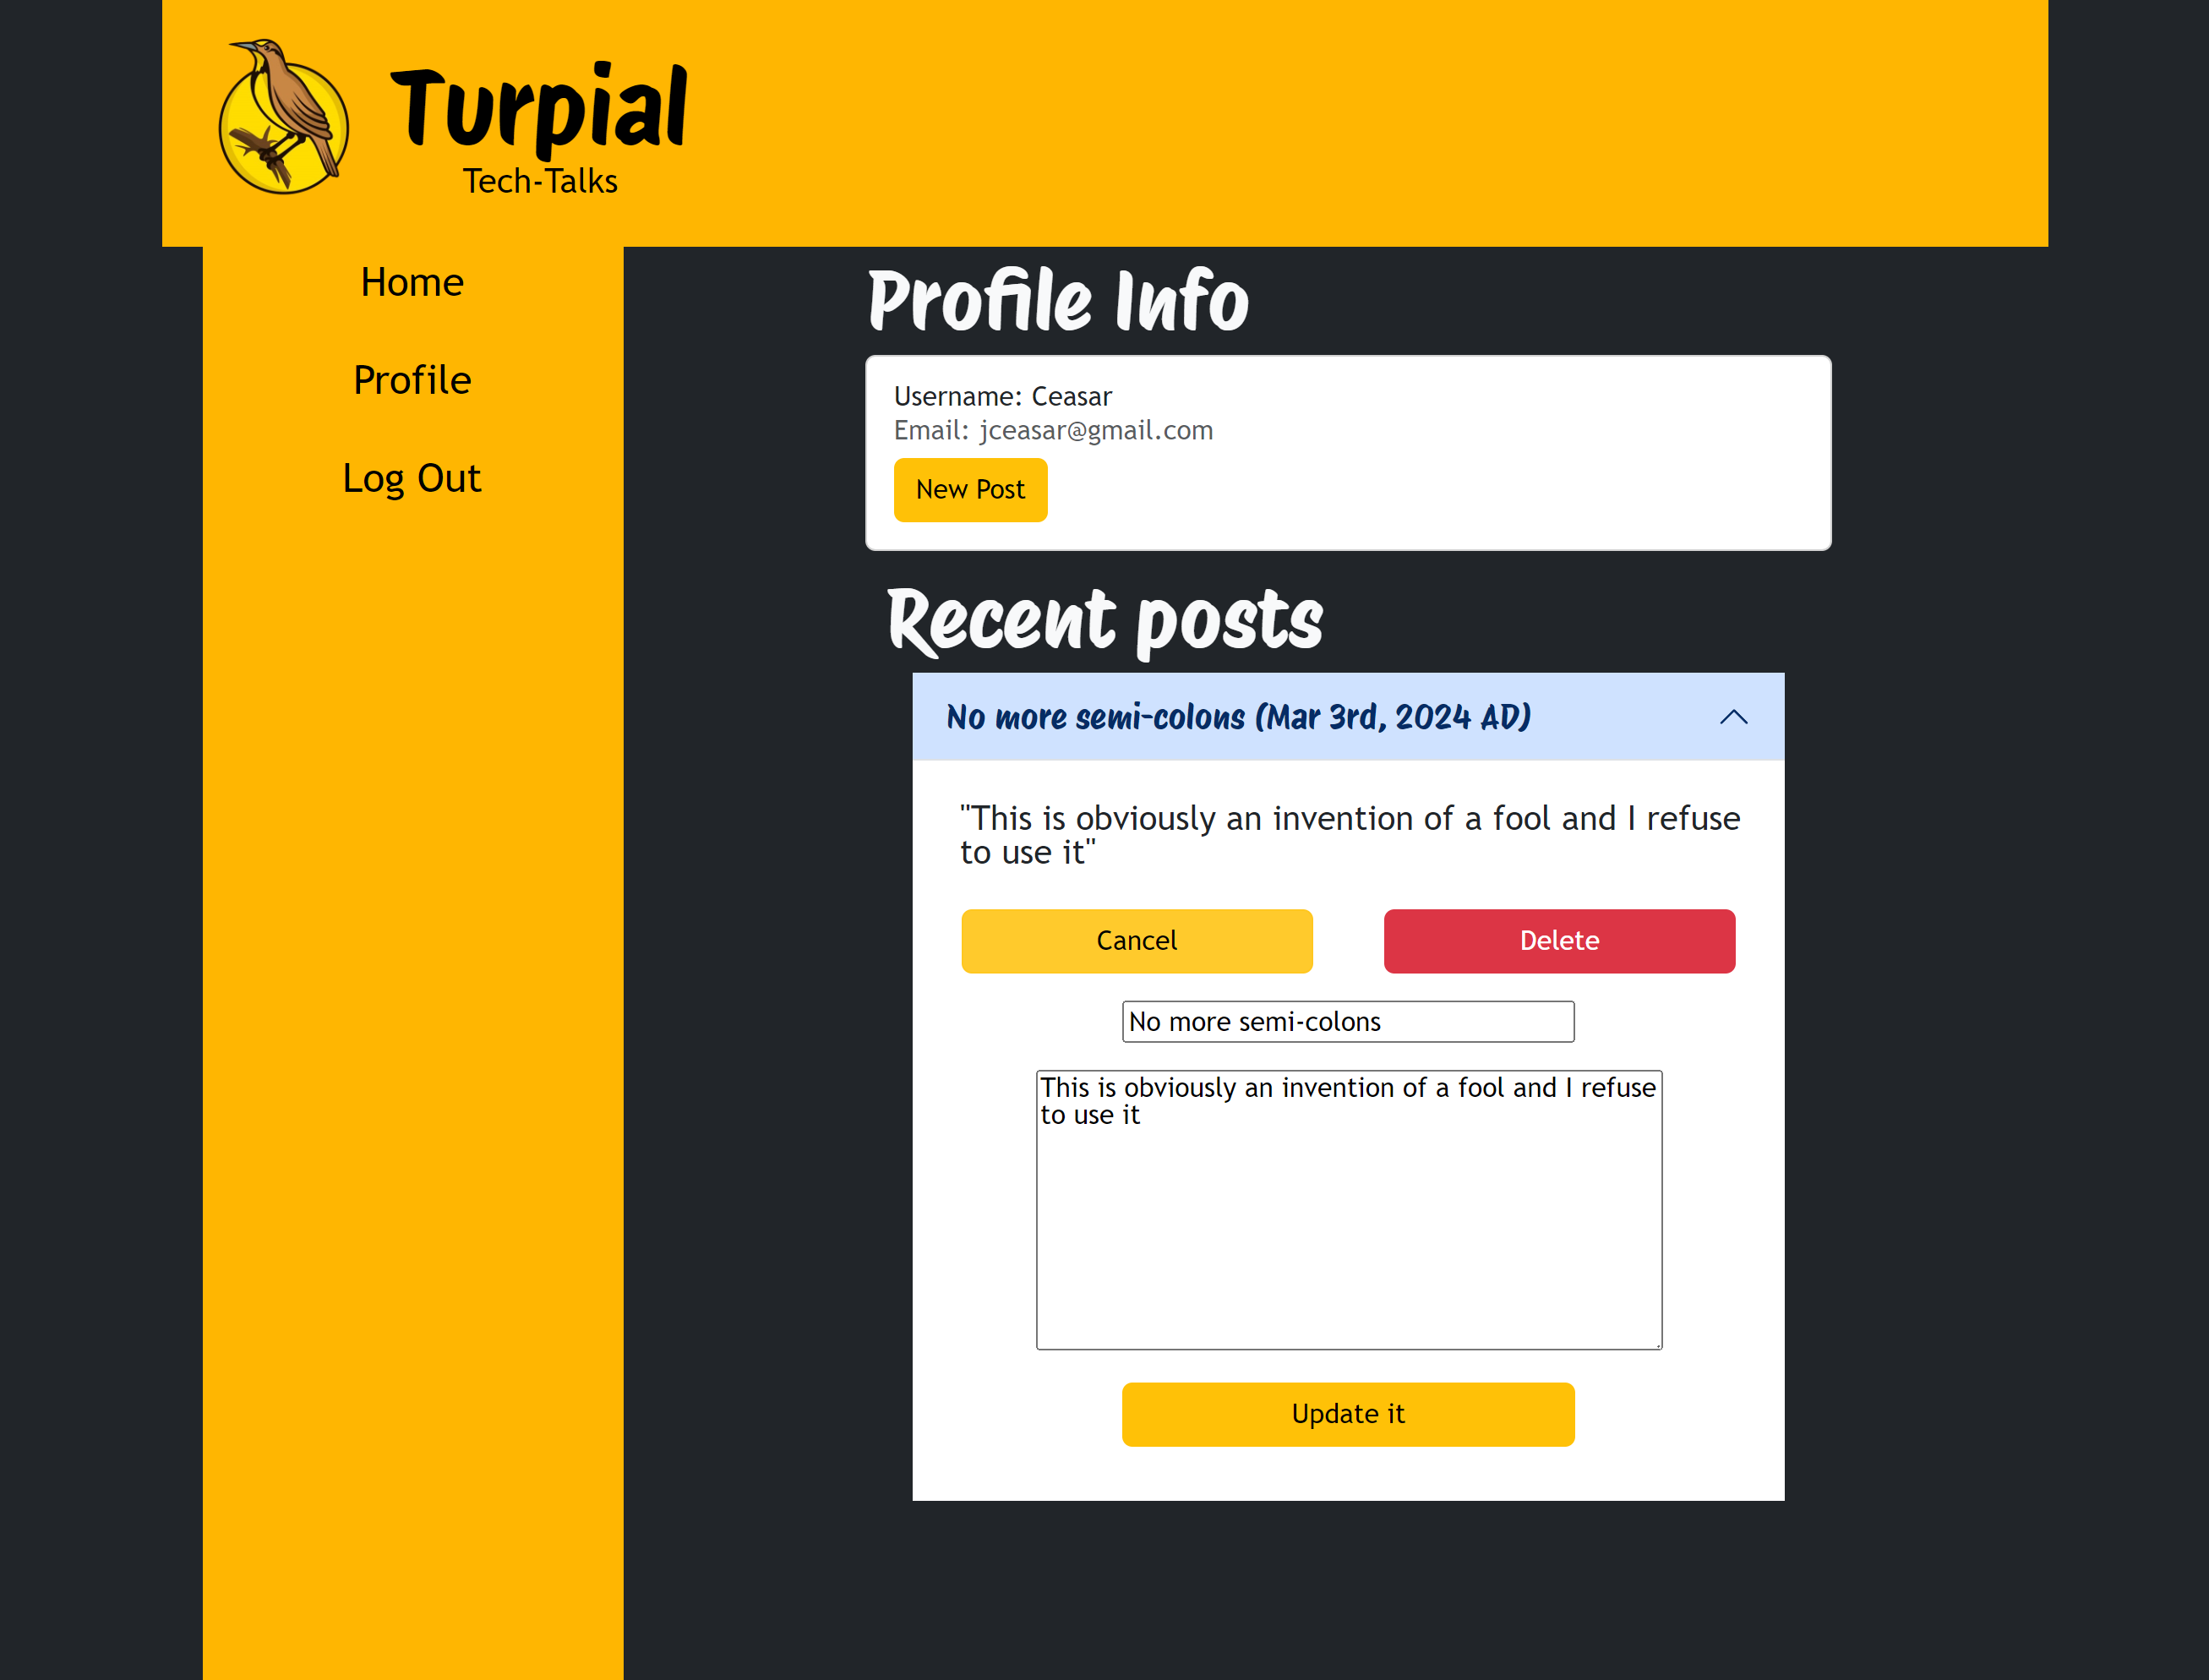 Turpial
Tech-Talks
Home
Profile
Log Out
Profile Info
Username: Ceasar
Email: jceasar@gmail.com
New Post
Recent posts
No more semi-colons (Mar 3rd, 2024 AD)
"This is obviously an invention of a fool and I refuse
to use it"
Cancel
Delete
No more semi-colons
This is obviously an invention of a fool and I refuse
to use it
Update it